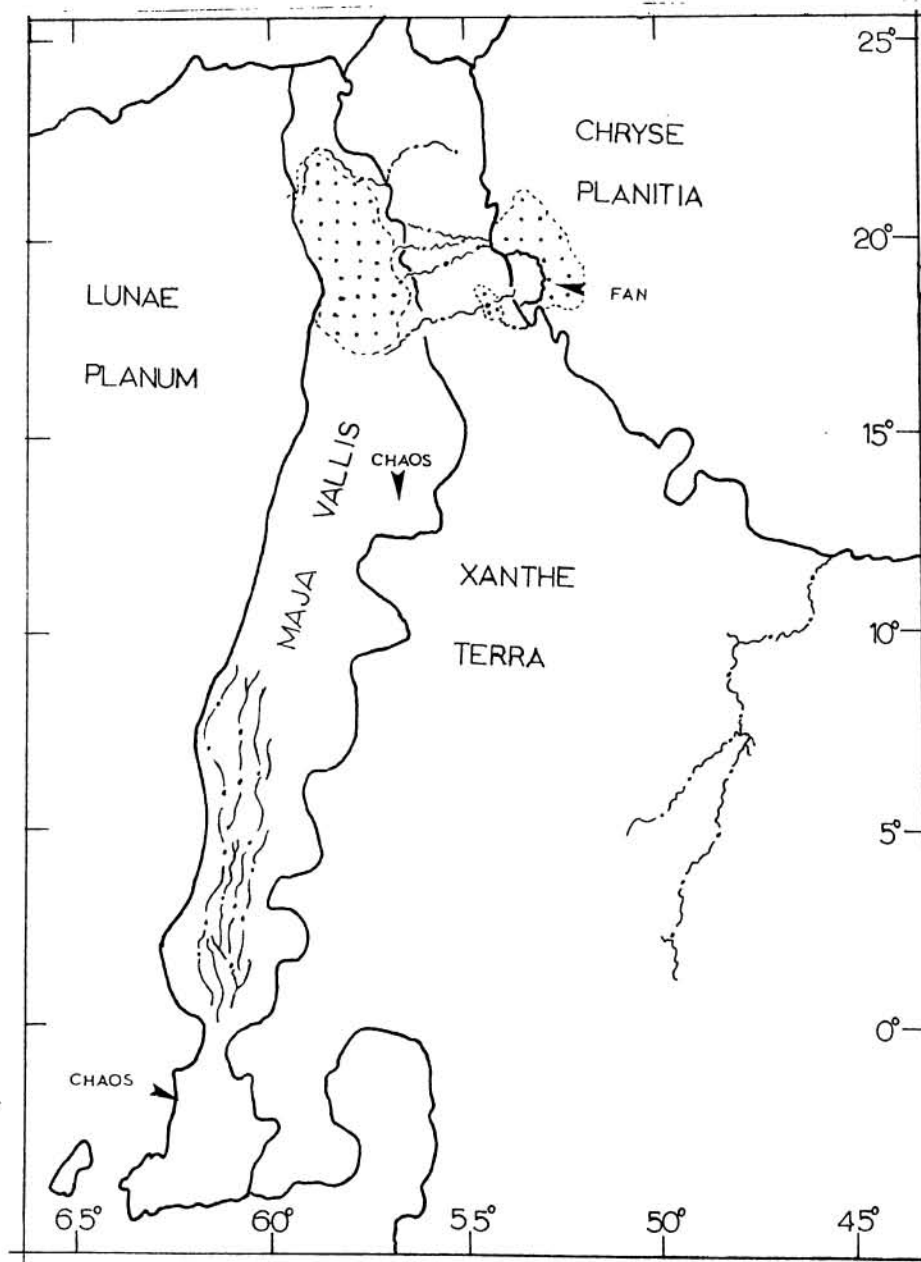 25°
CHRYSE
PLANITIA
20°
FAN
LUNAE
PLANUM
15°
CHAOS
MAJA VALLIS
XANTHE
TERRA
10°
5°
0°
CHAOS
65° 60° 55° 50° 45°